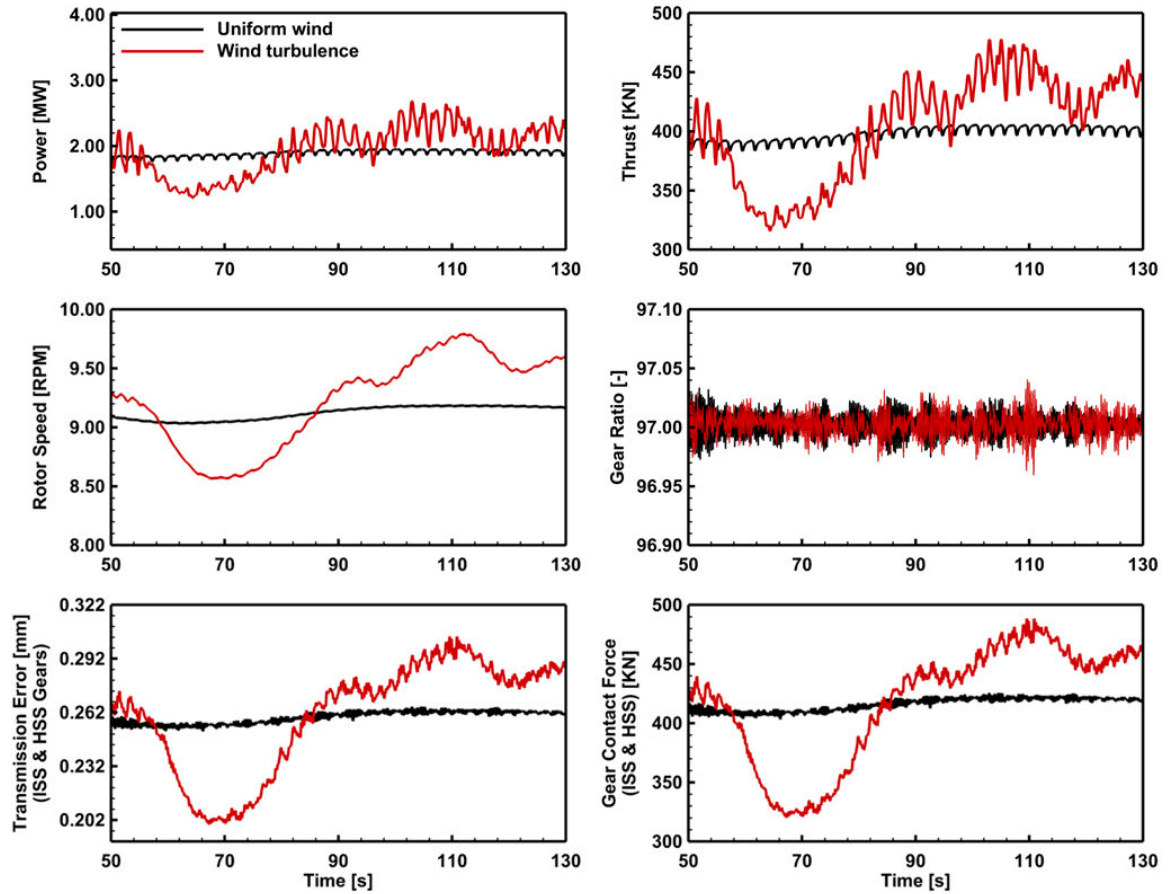 Power [MW]
4.00
3.00
2.00
1.00
Uniform wind
Wind turbulence
50 70 90 110 130
Thrust [KN]
500
450
400
350
300
50 70 90 110 130
Rotor Speed [RPM]
10.00
9.50
9.00
8.50
8.00
50 70 90 110 130
Gear Ratio [-]
97.10
97.05
97.00
96.95
96.90
50 70 90 110 130
Transmission Error [mm]
(ISS & HSS Gears)
0.322
0.292
0.262
0.232
0.202
50 70 90 110 130
Time [s]
Gear Contact Force
(ISS & HSS) [KN]
500
450
400
350
300
50 70 90 110 130
Time [s]